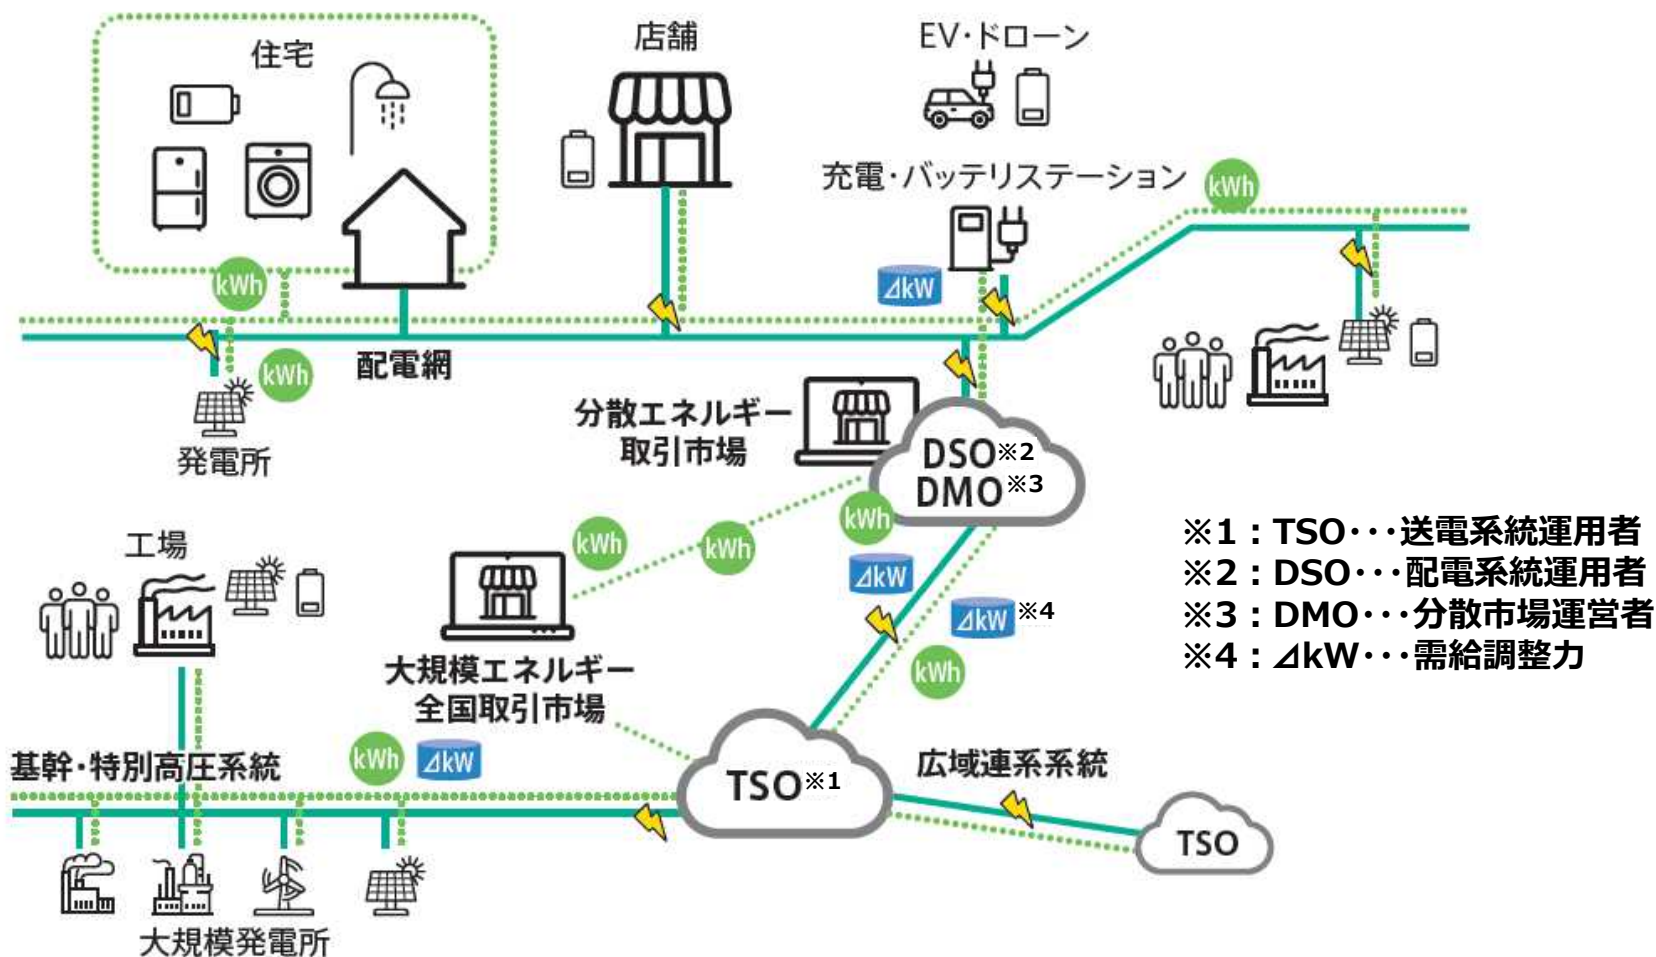 住宅
店舗
EV・ドローン
充電・バッテリステーション
kWh
kWh
⊿kW
kWh
配電網
発電所
分散エネルギー
取引市場
DSO※2
DMO※3
kWh
kWh
kWh
⊿kW
⊿kW※4
kWh
工場
大規模エネルギー
全国取引市場
※1：TSO･･･送電系統運用者
※2：DSO･･･配電系統運用者
※3：DMO･･･分散市場運営者
※4：⊿kW･･･需給調整力
基幹・特別高圧系統
kWh
⊿kW
TSO※1
広域連系系統
TSO
大規模発電所